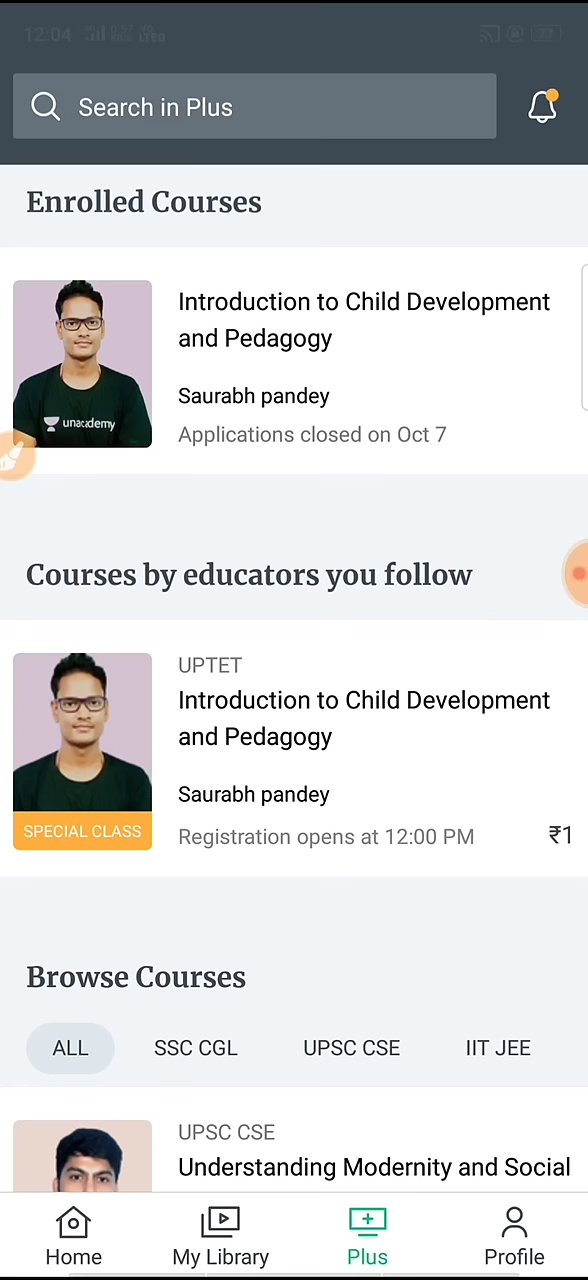 12:04
Search in Plus
Enrolled Courses
Introduction to Child Development
and Pedagogy
Saurabh pandey
unacademy
Applications closed on Oct 7
Courses by educators you follow
UPTET
Introduction to Child Development
and Pedagogy
Saurabh pandey
SPECIAL CLASS
Registration opens at 12:00 PM
₹1
Browse Courses
ALL
SSC CGL
UPSC CSE
IIT JEE
UPSC CSE
Understanding Modernity and Social
Home
My Library
Plus
Profile